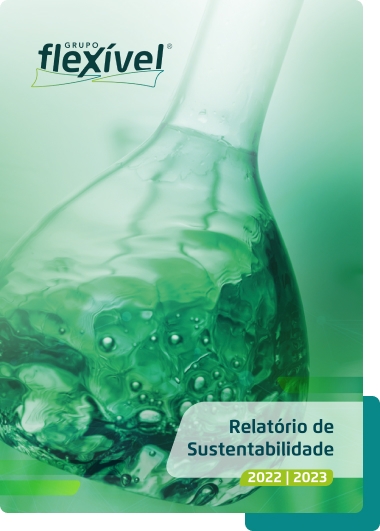 GRUPO
flexível®
Relatório de
Sustentabilidade
2022 | 2023